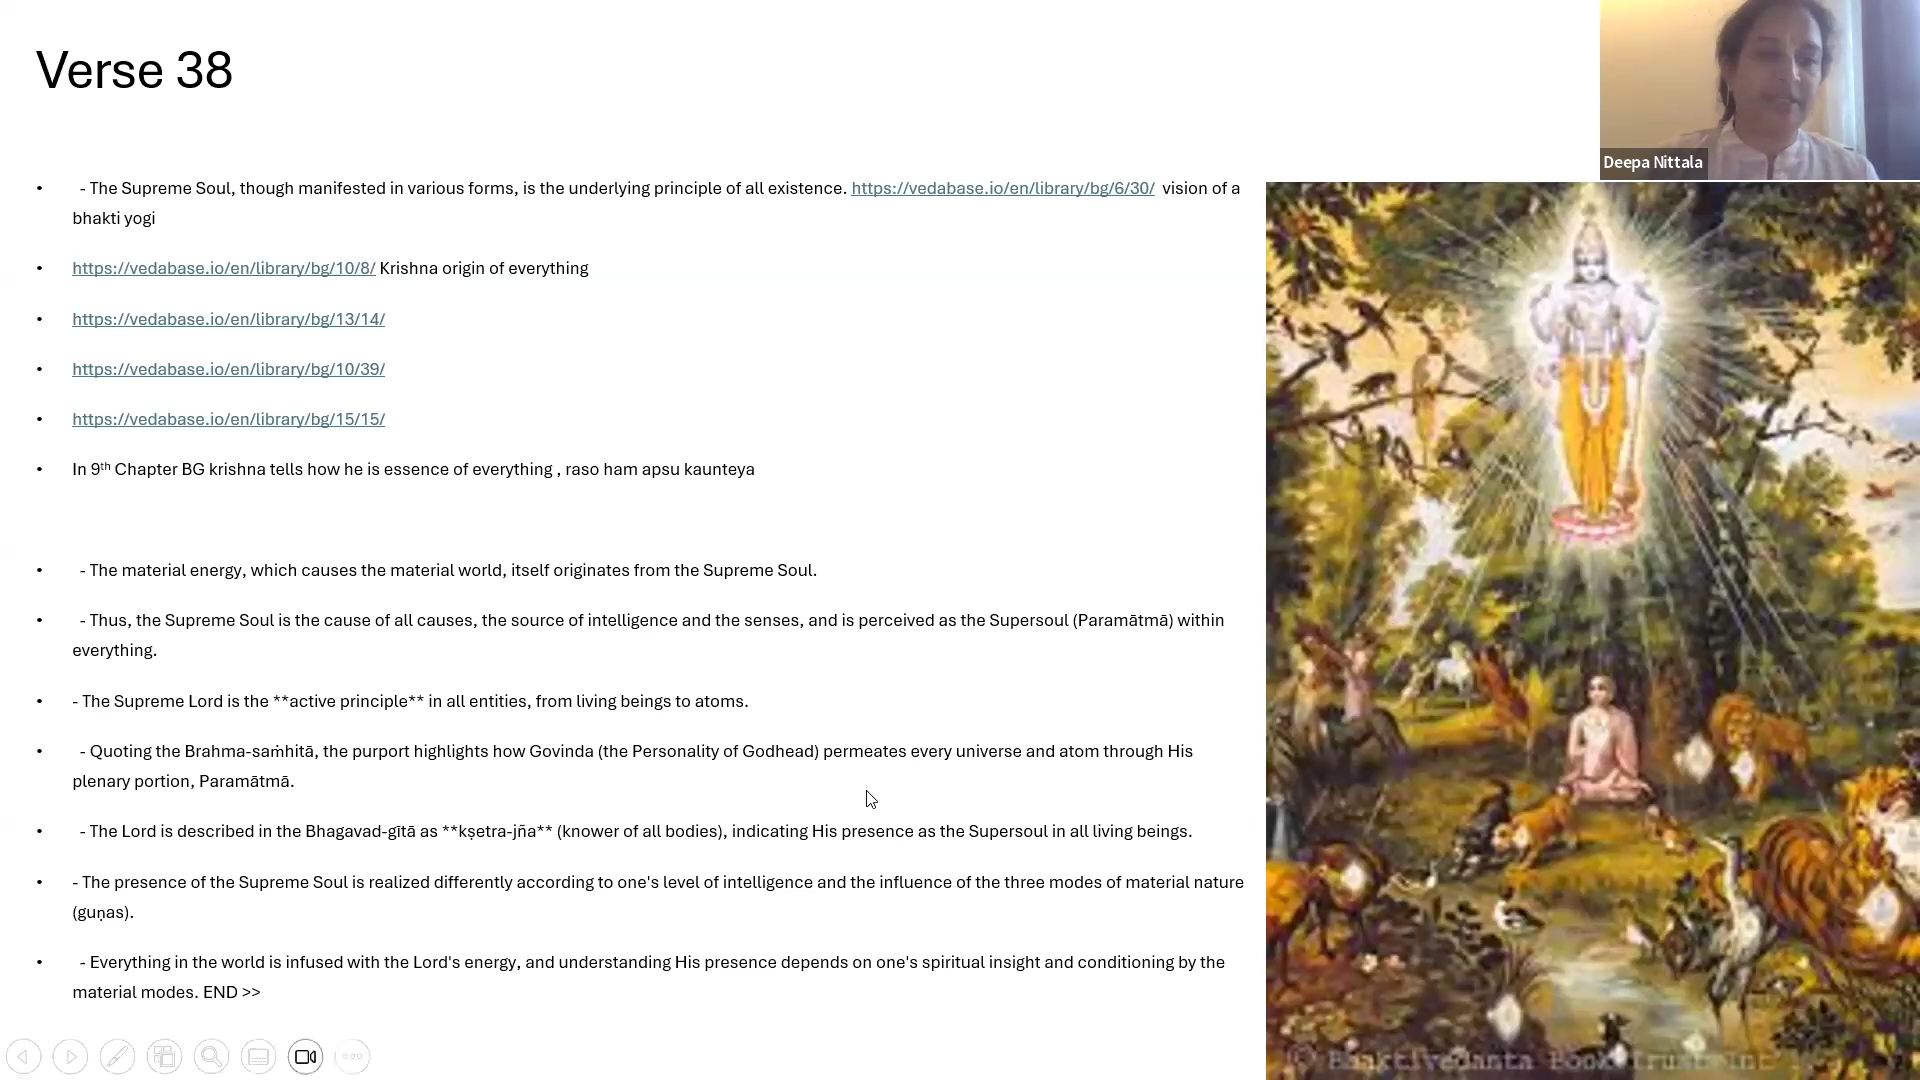 Verse 38
Deepa Nittala
• - The Supreme Soul, though manifested in various forms, is the underlying principle of all existence. https://vedabase.io/en/library/bg/6/30/ vision of a
bhakti yogi
• https://vedabase.io/en/library/bg/10/8/ Krishna origin of everything
• https://vedabase.io/en/library/bg/13/14/
• https://vedabase.io/en/library/bg/10/39/
• https://vedabase.io/en/library/bg/15/15/
• In 9th Chapter BG krishna tells how he is essence of everything , raso ham apsu kaunteya
• - The material energy, which causes the material world, itself originates from the Supreme Soul.
• - Thus, the Supreme Soul is the cause of all causes, the source of intelligence and the senses, and is perceived as the Supersoul (Paramātmā) within
everything.
• - The Supreme Lord is the **active principle** in all entities, from living beings to atoms.
• - Quoting the Brahma-saṁhitā, the purport highlights how Govinda (the Personality of Godhead) permeates every universe and atom through His
plenary portion, Paramātmā.
• - The Lord is described in the Bhagavad-gītā as **kṣetra-jña** (knower of all bodies), indicating His presence as the Supersoul in all living beings.
• - The presence of the Supreme Soul is realized differently according to one's level of intelligence and the influence of the three modes of material nature
(guṇas).
• - Everything in the world is infused with the Lord's energy, and understanding His presence depends on one's spiritual insight and conditioning by the
material modes. END >>
© Bhaktivedanta Book Trust Int